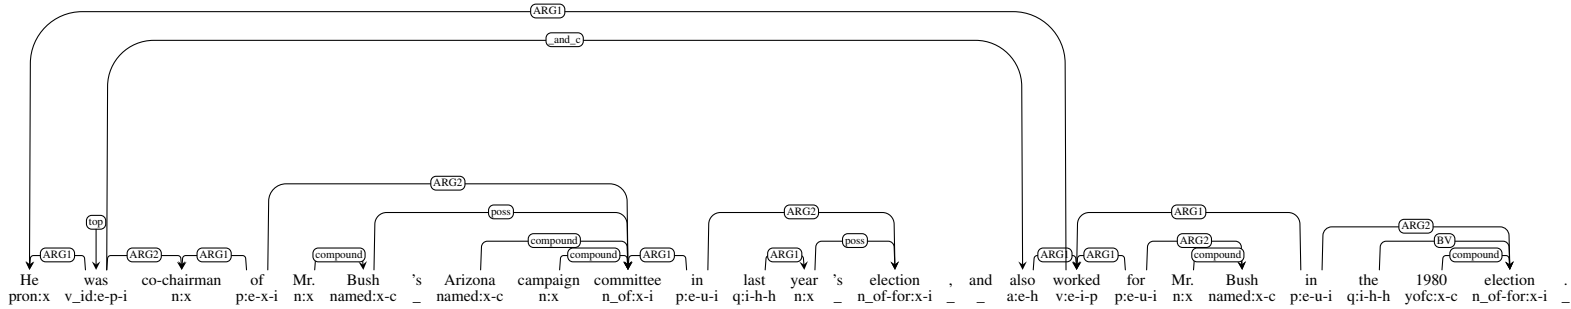 ARG1
_and_c
ARG2
poss ARG2 ARG1
top compound ARG1 poss ARG2 BV
ARG1 ARG2 ARG1 compound compound ARG1 ARG1 ARG1 ARG1 compound compound
He was co-chairman of Mr. Bush 's Arizona campaign committee in last year 's election , and also worked for Mr. Bush in the 1980 election .
pron:x v_id:e-p-i n:x p:e-x-i n:x named:x-c _ named:x-c n:x n_of:x-i p:e-u-i q:i-h-h n:x _ n_of-for:x-i _ _ a:e-h v:e-i-p p:e-u-i n:x named:x-c p:e-u-i q:i-h-h yofc:x-c n_of-for:x-i _